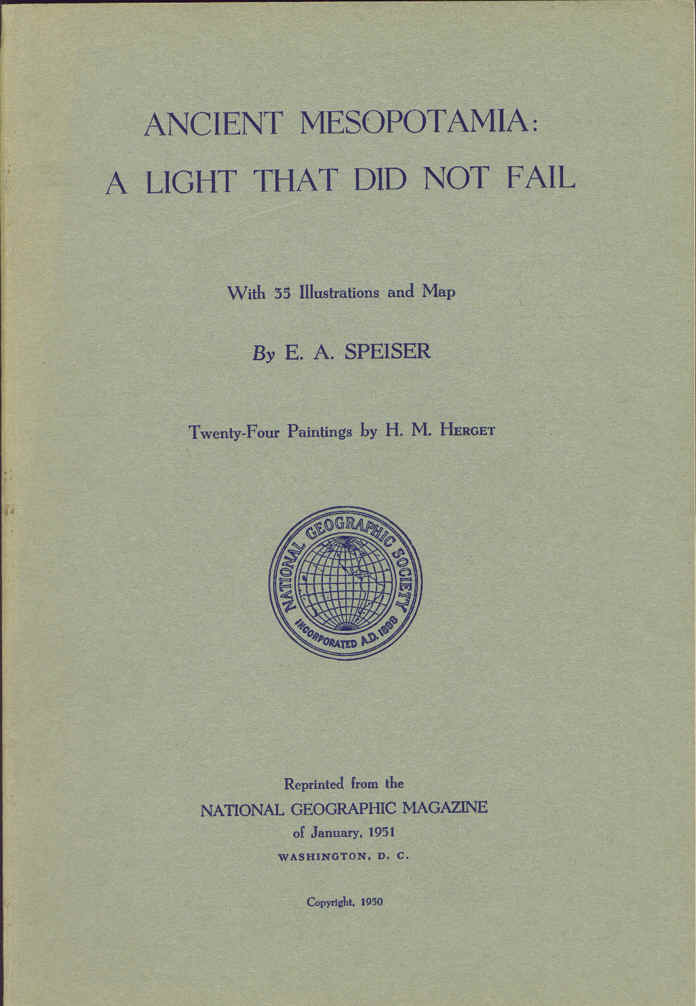 ANCIENT MESOPOTAMIA:
A LIGHT THAT DID NOT FAIL
With 35 Illustrations and Map
By E. A. SPEISER
Twenty-Four Paintings by H. M. HERGET
NATIONAL GEOGRAPHIC SOCIETY
INCORPORATED A.D. 1888
Reprinted from the
NATIONAL GEOGRAPHIC MAGAZINE
of January, 1951
WASHINGTON, D. C.
Copyright, 1950